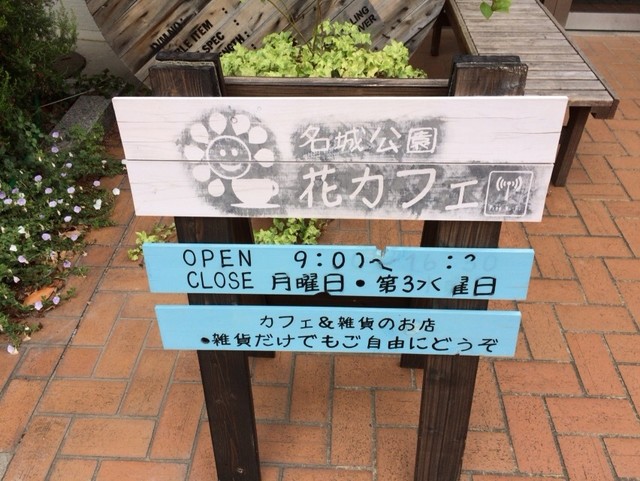 ITEM
SPEC
名城公園
花カフェ
OPEN 9:00~
CLOSE 月曜日・第3 曜日
カフェ&雑貨のお店
●雑貨だけでもご自由にどうぞ